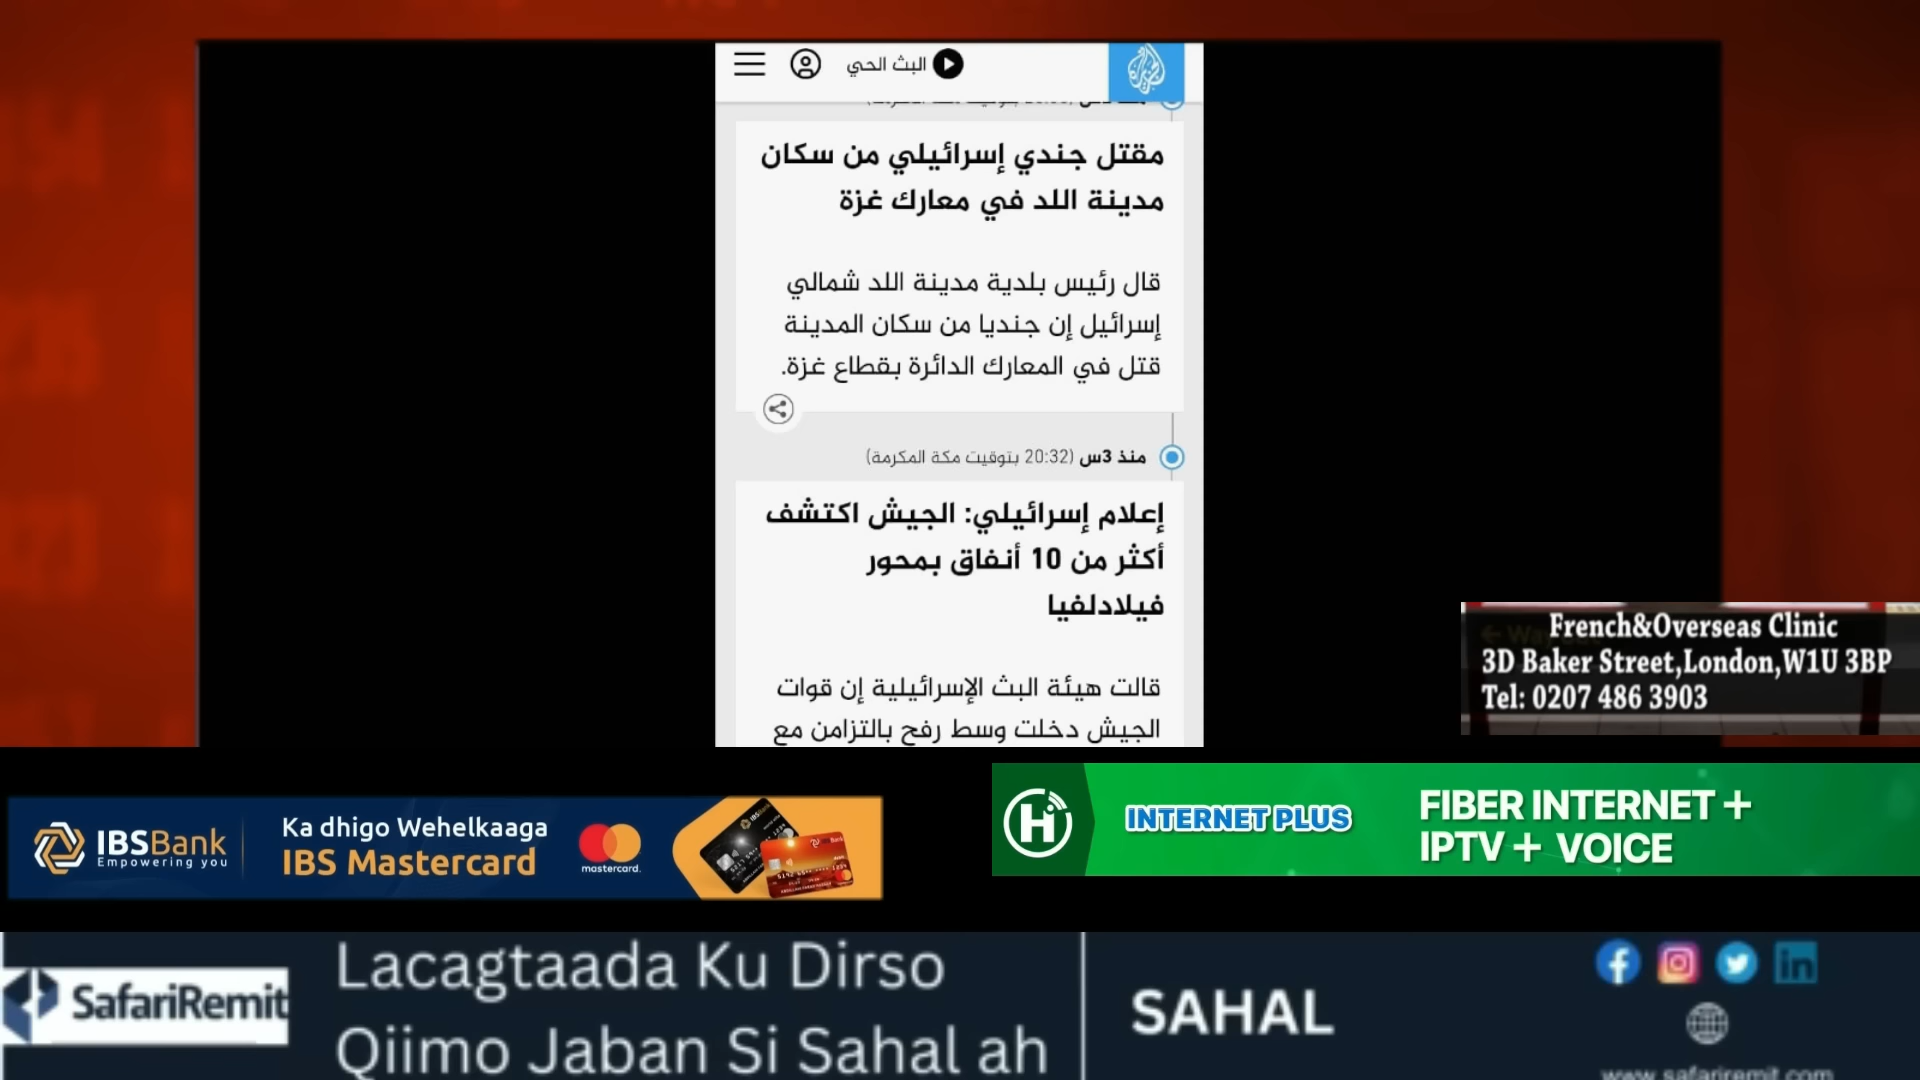 البث الحي
مقتل جندي إسرائيلي من سكان
مدينة اللد في معارك غزة
قال رئيس بلدية مدينة اللد شمالي
إسرائيل إن جنديا من سكان المدينة
قتل في المعارك الدائرة بقطاع غزة.
منذ 3س (20:32 بتوقيت مكة المكرمة)
إعلام إسرائيلي: الجيش اكتشف
أكثر من 10 أنفاق بمحور
فيلادلفيا
قالت هيئة البث الإسرائيلية إن قوات
الجيش دخلت وسط رفح بالتزامن مع
French&Overseas Clinic
3D Baker Street,London,W1U 3BP
Tel: 0207 486 3903
IBSBank
Empowering you
Ka dhigo Wehelkaaga
IBS Mastercard
mastercard.
H
INTERNET PLUS
FIBER INTERNET +
IPTV + VOICE
SafariRemit
Lacagtaada Ku Dirso
Qiimo Jaban Si Sahal ah
SAHAL
www.safariremit.com